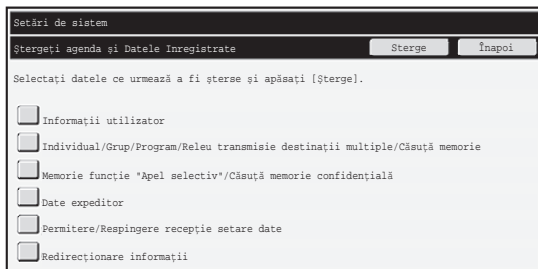 Setări de sistem
Ştergeţi agenda şi Datele Inregistrate Sterge Înapoi
Selectaţi datele ce urmează a fi şterse şi apăsaţi [Şterge].
Informaţii utilizator
Individual/Grup/Program/Releu transmisie destinaţii multiple/Căsuţă memorie
Memorie funcţie "Apel selectiv"/Căsuţă memorie confidenţială
Date expeditor
Permitere/Respingere recepţie setare date
Redirecţionare informaţii